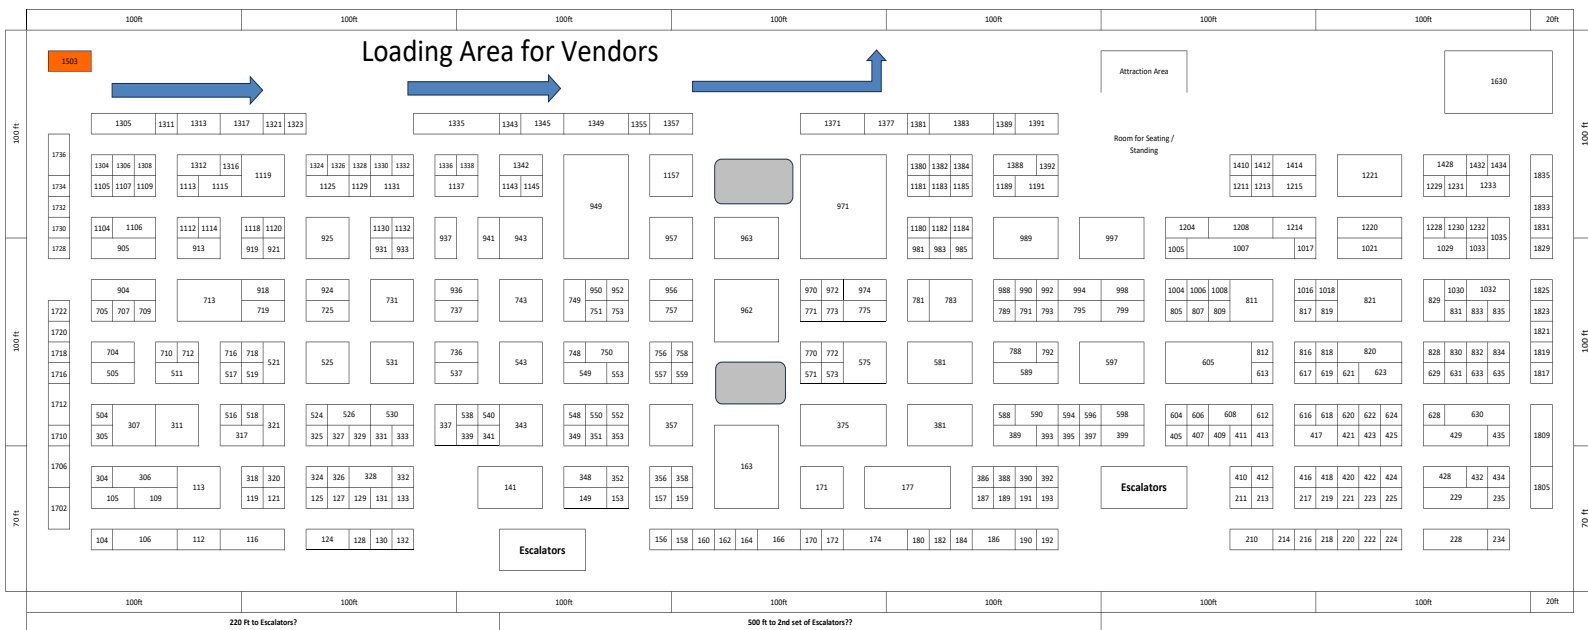 100ft 100ft 100ft 100ft 100ft 100ft 100ft 20ft
Loading Area for Vendors
1503
Attraction Area
1630
100 ft
100 ft
1305 1311 1313 1317 1321 1323 1335 1343 1345 1349 1355 1357 1371 1377 1381 1383 1389 1391
Room for Seating /
Standing
1736
1304 1306 1308 1312 1316 1119 1324 1326 1328 1330 1332 1336 1338 1342 1157 1380 1382 1384 1388 1392 1410 1412 1414 1221 1428 1432 1434
1734 1105 1107 1109 1113 1115 1125 1129 1131 1137 1143 1145 949 971 1181 1183 1185 1189 1191 1211 1213 1215 1229 1231 1233 1835
1732 1833
1730 1104 1106 1112 1114 1118 1120 925 1130 1132 937 941 943 957 963 1180 1182 1184 989 997 1204 1208 1214 1220 1228 1230 1232 1035 1831
1728 905 913 919 921 931 933 981 983 985 1005 1007 1017 1021 1029 1033 1829
904 713 918 924 731 936 743 749 950 952 956 962 970 972 974 781 783 988 990 992 994 998 1004 1006 1008 811 1016 1018 821 829 1030 1032 1825
1722 705 707 709 719 725 737 751 753 757 771 773 775 789 791 793 795 799 805 807 809 817 819 831 833 835 1823
1720 1821
100 ft
100 ft
1718 704 710 712 716 718 521 525 531 736 543 748 750 756 758 770 772 575 581 788 792 597 605 812 816 818 820 828 830 832 834 1819
1716 505 511 517 519 537 549 553 557 559 571 573 589 613 617 619 621 623 629 631 633 635 1817
1712 504 307 311 516 518 321 524 526 530 337 538 540 343 548 550 552 357 375 381 588 590 594 596 598 604 606 608 612 616 618 620 622 624 628 630
1710 305 317 325 327 329 331 333 339 341 349 351 353 389 393 395 397 399 405 407 409 411 413 417 421 423 425 429 435 1809
1706 304 306 113 318 320 324 326 328 332 141 348 352 356 358 163 171 177 386 388 390 392 Escalators 410 412 416 418 420 422 424 428 432 434 1805
1702 105 109 119 121 125 127 129 131 133 149 153 157 159 187 189 191 193 211 213 217 219 221 223 225 229 235
70 ft
70 ft
104 106 112 116 124 128 130 132 Escalators 156 158 160 162 164 166 170 172 174 180 182 184 186 190 192 210 214 216 218 220 222 224 228 234
100ft 100ft 100ft 100ft 100ft 100ft 100ft 20ft
220 Ft to Escalators? 500 ft to 2nd set of Escalators??